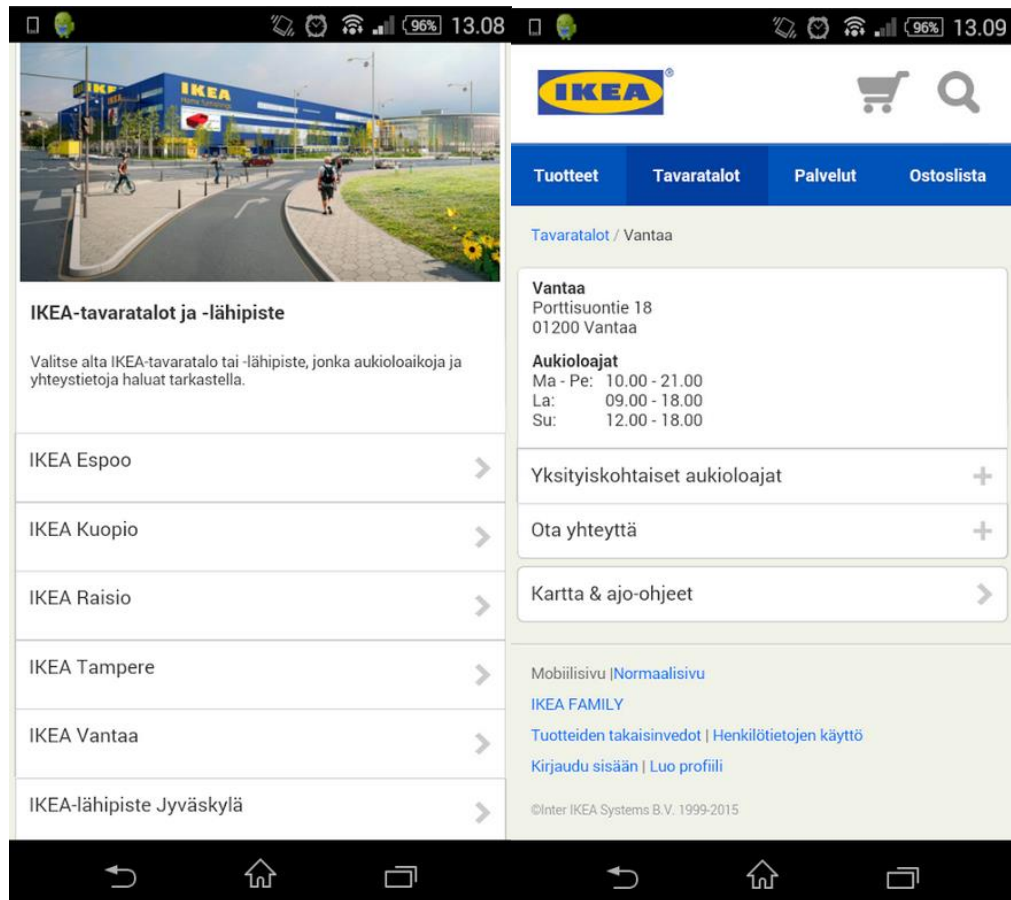 96% 13.08
IKEA
Home furnishings
IKEA-tavaratalot ja -lähipiste
Valitse alta IKEA-tavaratalo tai -lähipiste, jonka aukioloaikoja ja
yhteystietoja haluat tarkastella.
IKEA Espoo
IKEA Kuopio
IKEA Raisio
IKEA Tampere
IKEA Vantaa
IKEA-lähipiste Jyväskylä
96% 13.09
IKEA®
Tuotteet Tavaratalot Palvelut Ostoslista
Tavaratalot / Vantaa
Vantaa
Porttisuontie 18
01200 Vantaa
Aukioloajat
Ma - Pe: 10.00 - 21.00
La: 09.00 - 18.00
Su: 12.00 - 18.00
Yksityiskohtaiset aukioloajat
Ota yhteyttä
Kartta & ajo-ohjeet
Mobiilisivu |Normaalisivu
IKEA FAMILY
Tuotteiden takaisinvedot | Henkilötietojen käyttö
Kirjaudu sisään | Luo profiili
©Inter IKEA Systems B.V. 1999-2015